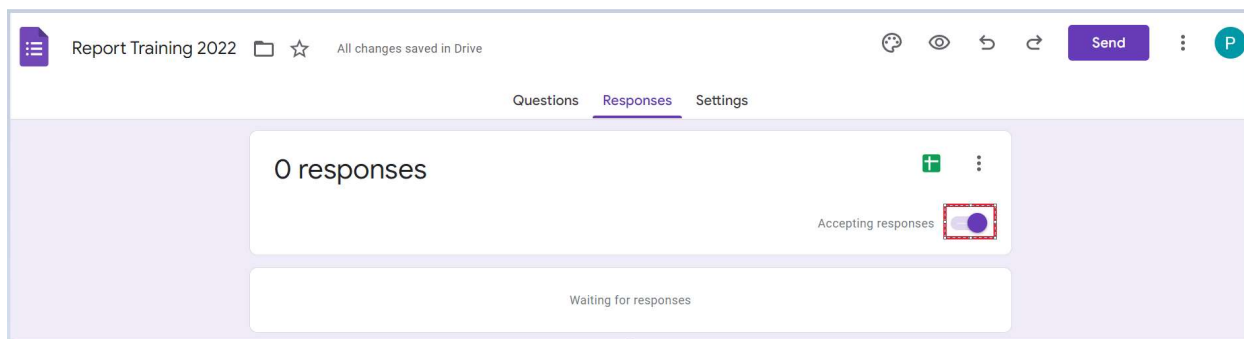 Report Training 2022 All changes saved in Drive Send P
Questions Responses Settings
0 responses
Accepting responses
Waiting for responses